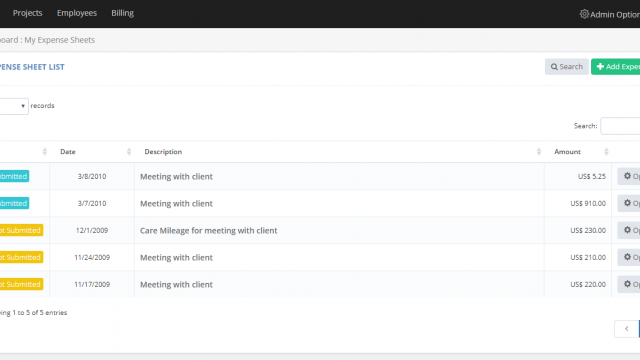 Projects Employees Billing Admin Option
board : My Expense Sheets
PENSE SHEET LIST Search Add Expen
records
Search:
Date Description Amount
ubmitted 3/8/2010 Meeting with client US$ 5.25 Op
ubmitted 3/7/2010 Meeting with client US$ 910.00 Op
ot Submitted 12/1/2009 Care Mileage for meeting with client US$ 230.00 Op
ot Submitted 11/24/2009 Meeting with client US$ 210.00 Op
ot Submitted 11/17/2009 Meeting with client US$ 220.00 Op
ing 1 to 5 of 5 entries